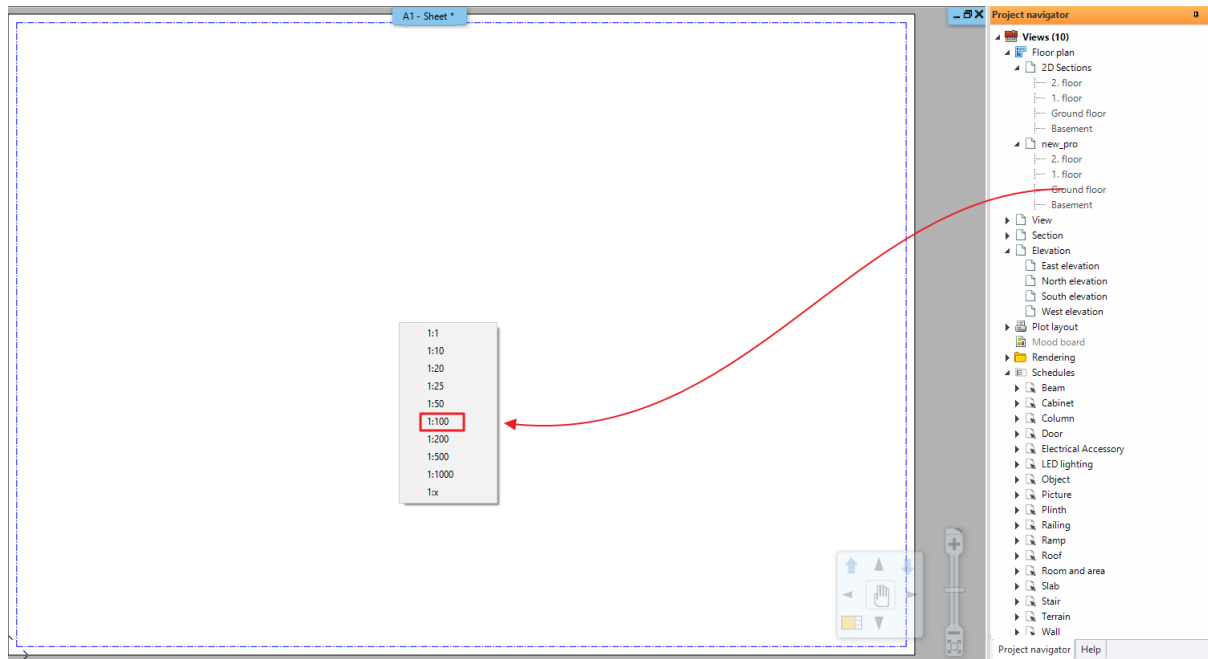 A1 - Sheet *
1:1
1:10
1:20
1:25
1:50
1:100
1:200
1:500
1:1000
1:x
Project navigator
Views (10)
Floor plan
2D Sections
2. floor
1. floor
Ground floor
Basement
new_pro
2. floor
1. floor
Ground floor
Basement
View
Section
Elevation
East elevation
North elevation
South elevation
West elevation
Plot layout
Mood board
Rendering
Schedules
Beam
Cabinet
Column
Door
Electrical Accessory
LED lighting
Object
Picture
Plinth
Railing
Ramp
Roof
Room and area
Slab
Stair
Terrain
Wall
Project navigator Help